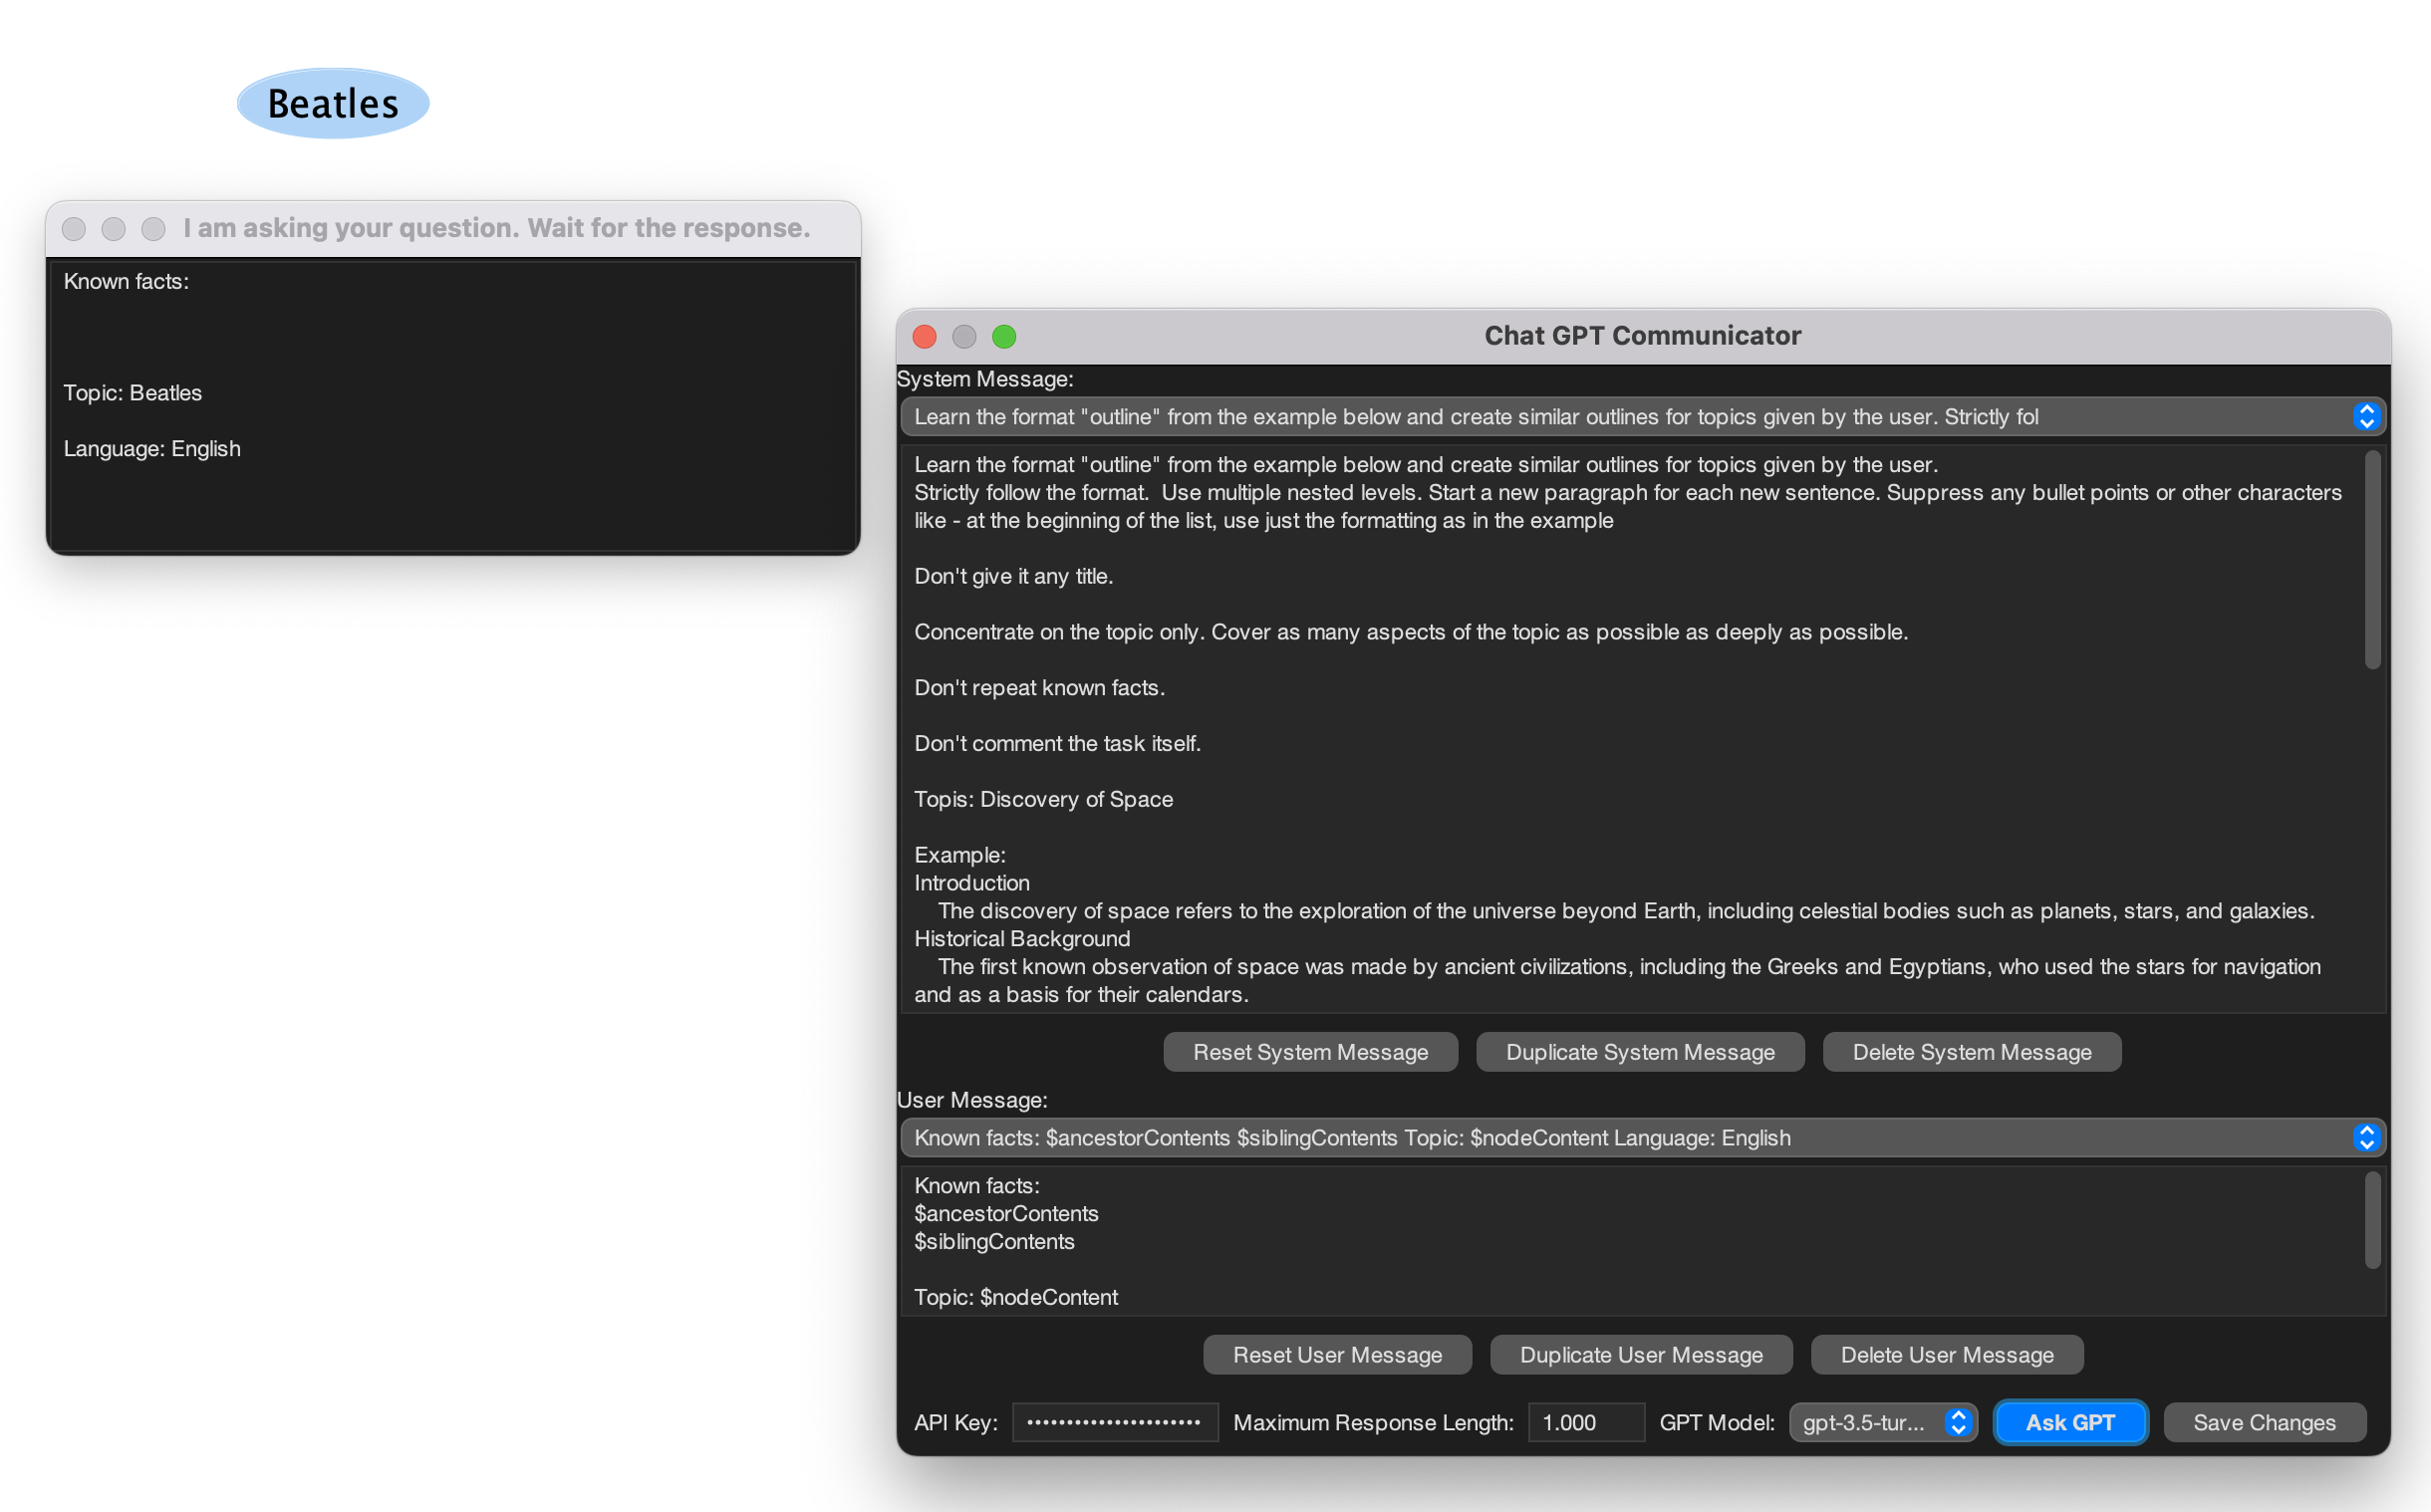 Beatles
I am asking your question. Wait for the response.
Known facts:
Topic: Beatles
Language: English
Chat GPT Communicator
System Message:
Learn the format "outline" from the example below and create similar outlines for topics given by the user. Strictly fol
Learn the format "outline" from the example below and create similar outlines for topics given by the user.
Strictly follow the format.  Use multiple nested levels. Start a new paragraph for each new sentence. Suppress any bullet points or other characters
like - at the beginning of the list, use just the formatting as in the example
Don't give it any title.
Concentrate on the topic only. Cover as many aspects of the topic as possible as deeply as possible.
Don't repeat known facts.
Don't comment the task itself.
Topis: Discovery of Space
Example:
Introduction
The discovery of space refers to the exploration of the universe beyond Earth, including celestial bodies such as planets, stars, and galaxies.
Historical Background
The first known observation of space was made by ancient civilizations, including the Greeks and Egyptians, who used the stars for navigation
and as a basis for their calendars.
Reset System Message Duplicate System Message Delete System Message
User Message:
Known facts: $ancestorContents $siblingContents Topic: $nodeContent Language: English
Known facts:
$ancestorContents
$siblingContents
Topic: $nodeContent
Reset User Message Duplicate User Message Delete User Message
API Key: Maximum Response Length: 1.000 GPT Model: gpt-3.5-tur... Ask GPT Save Changes